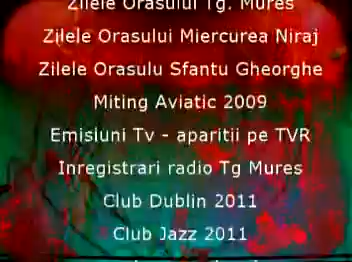 Zilele Orasului Tg. Mures
Zilele Orasului Miercurea Niraj
Zilele Orasulu Sfantu Gheorghe
Miting Aviatic 2009
Emisiuni Tv - aparitii pe TVR
Inregistrari radio Tg Mures
Club Dublin 2011
Club Jazz 2011